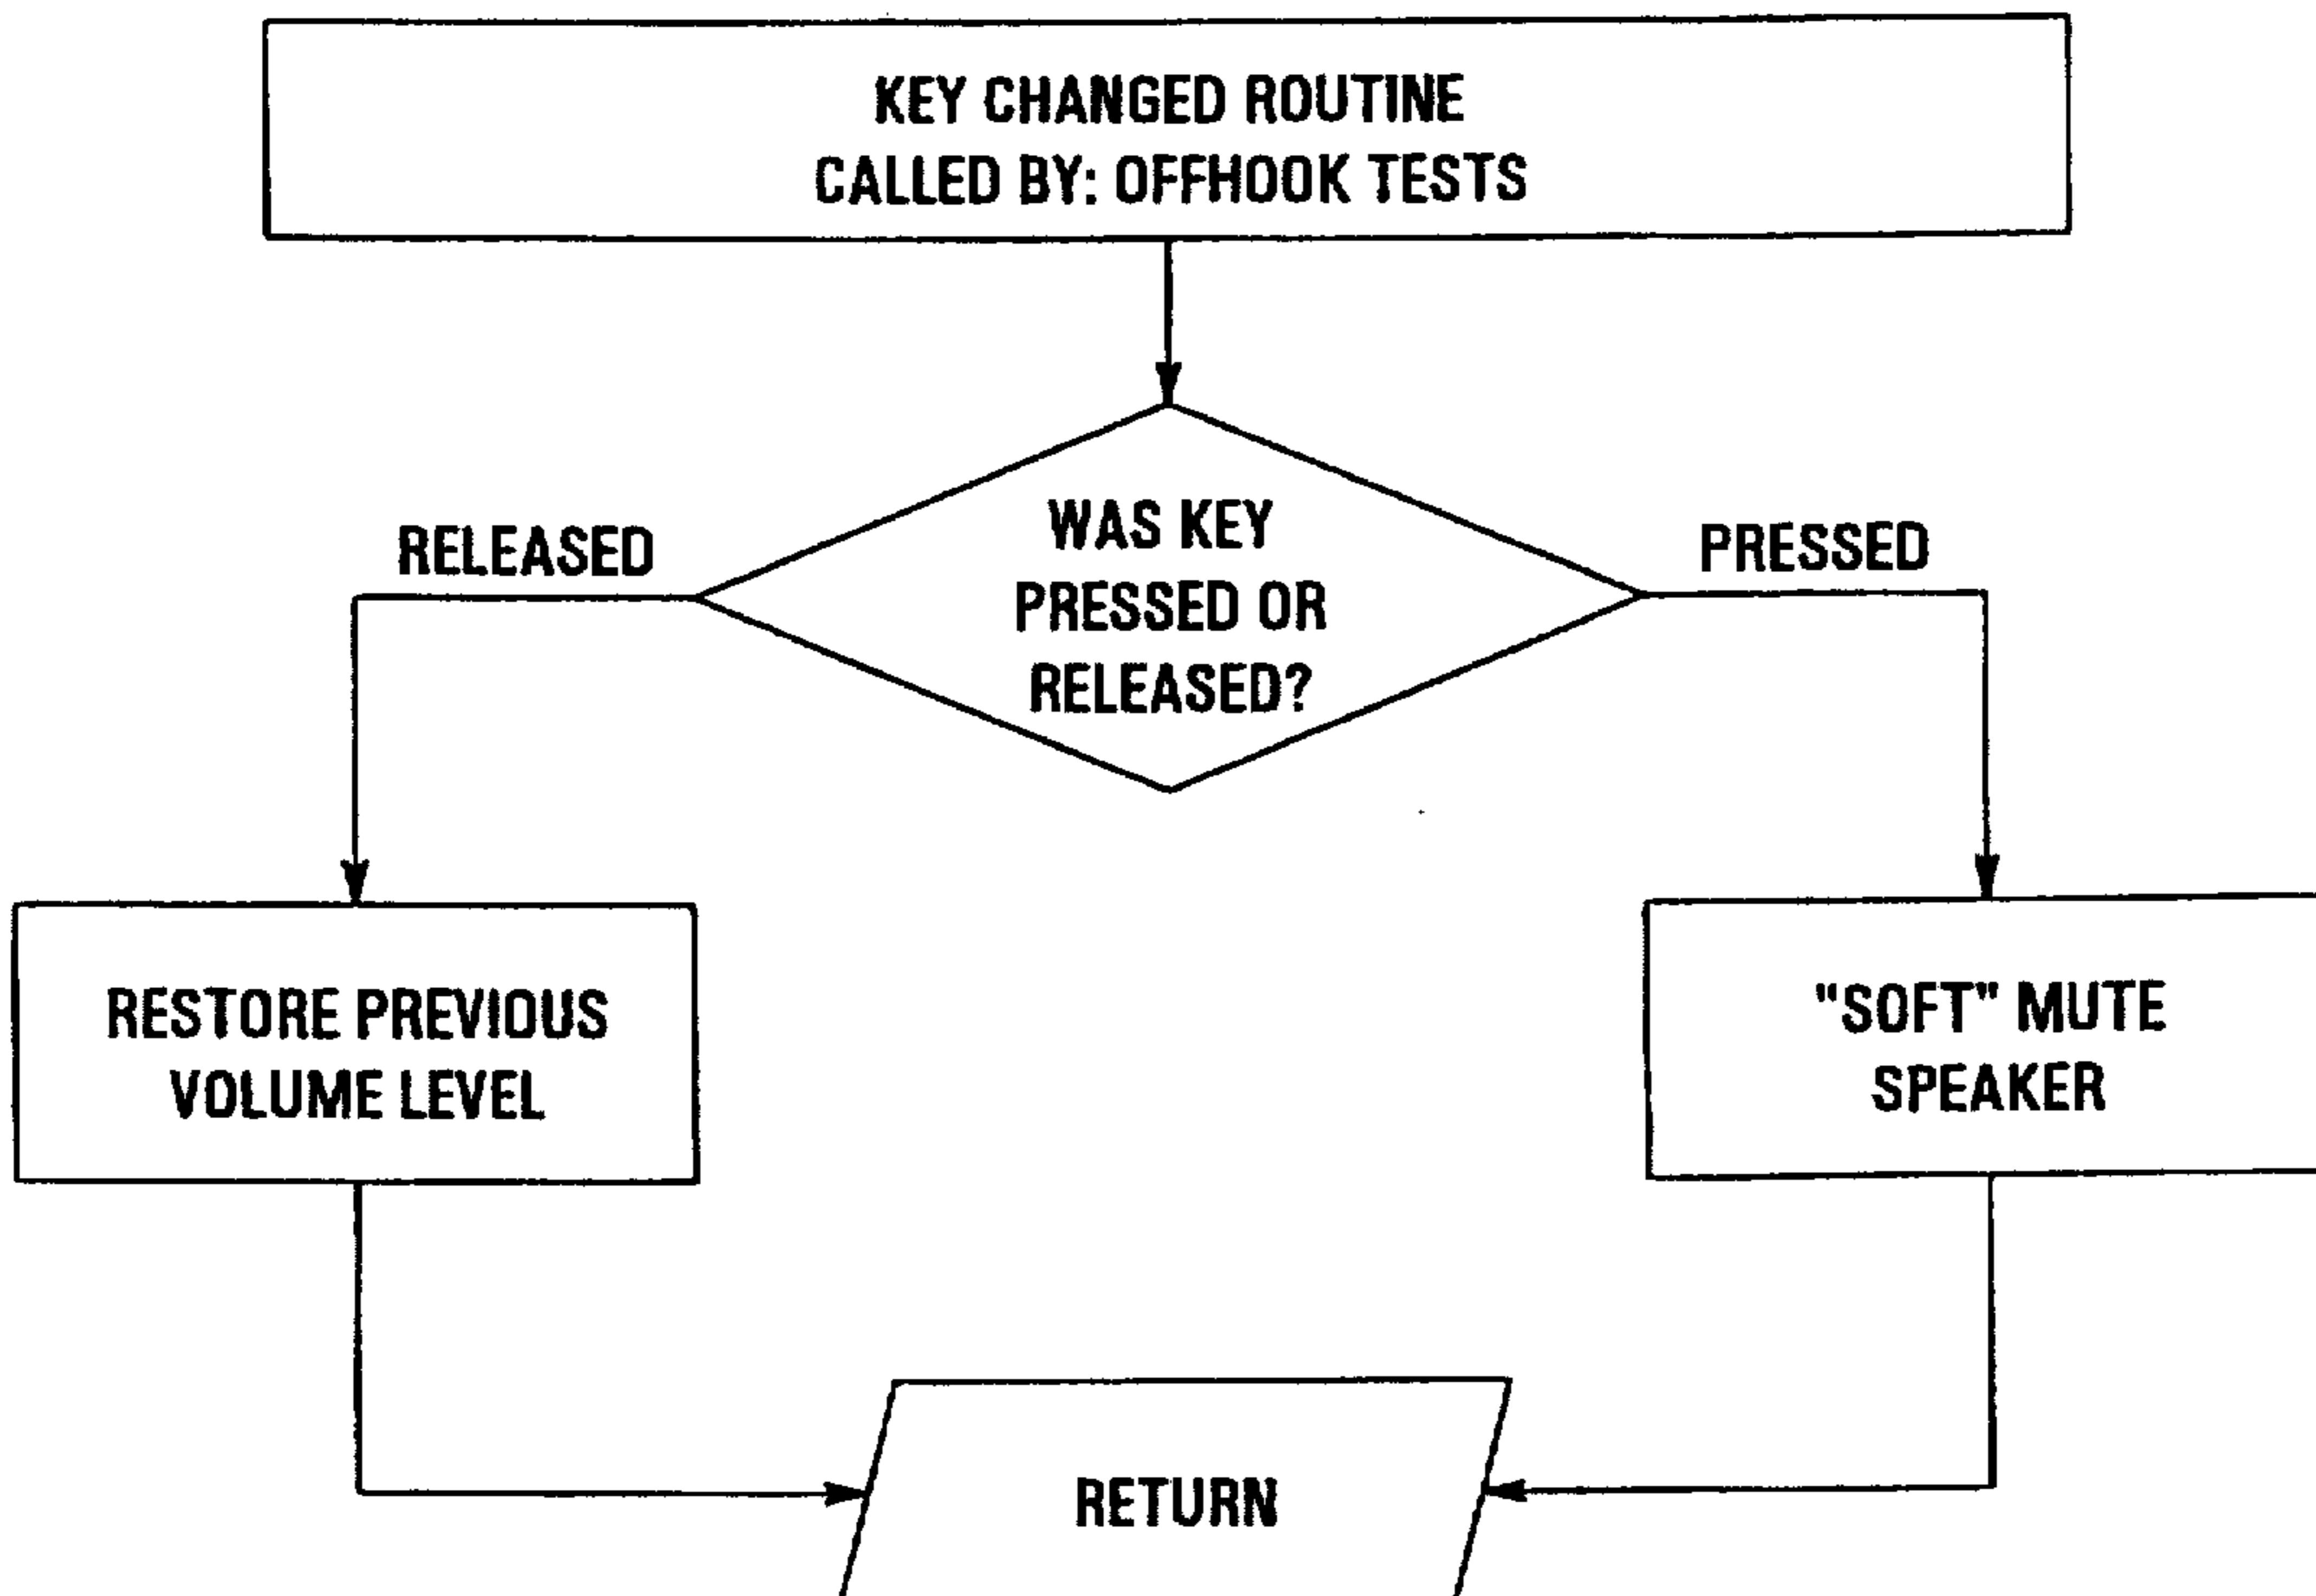 KEY CHANGED ROUTINE
CALLED BY: OFFHOOK TESTS
WAS KEY
PRESSED OR
RELEASED?
RELEASED
PRESSED
RESTORE PREVIOUS
VOLUME LEVEL
"SOFT" MUTE
SPEAKER
RETURN